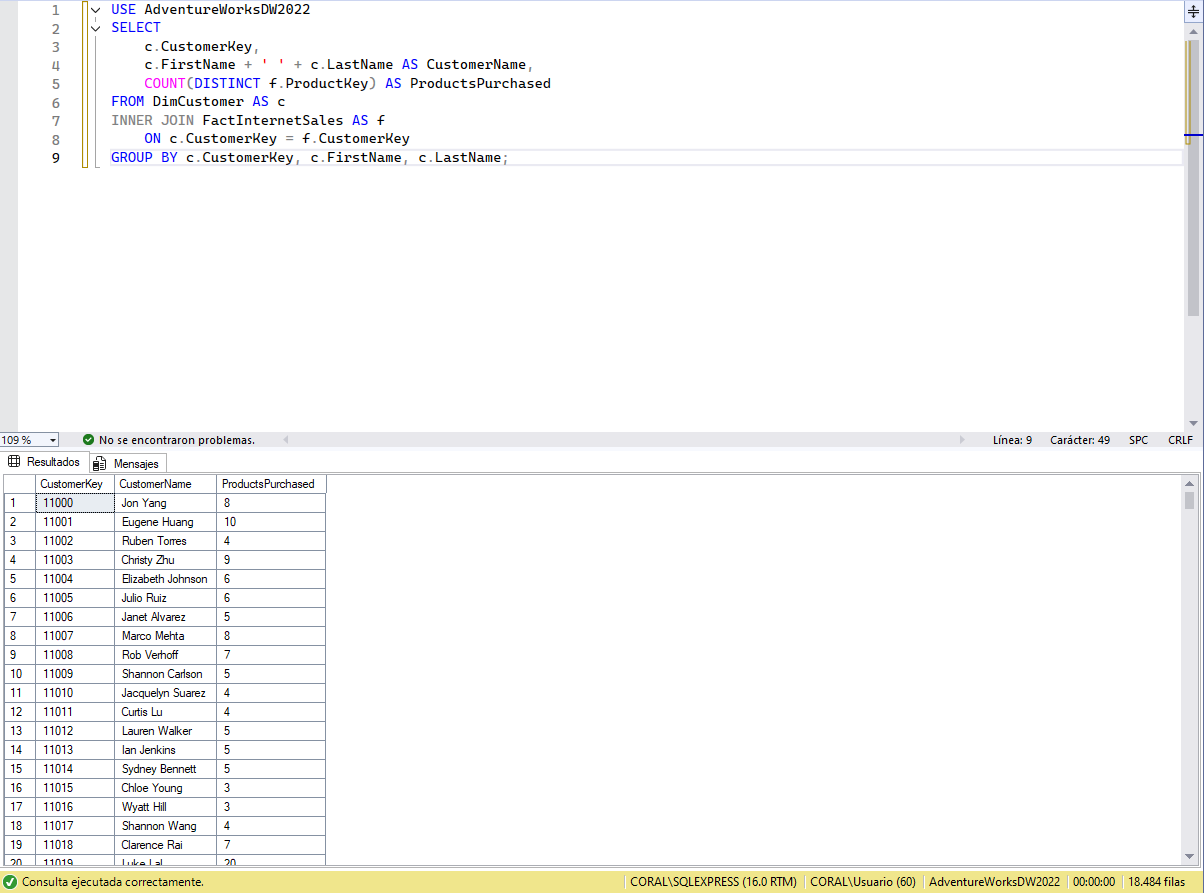 1 USE AdventureWorksDW2022
2 SELECT
3 c.CustomerKey,
4 c.FirstName + ' ' + c.LastName AS CustomerName,
5 COUNT(DISTINCT f.ProductKey) AS ProductsPurchased
6 FROM DimCustomer AS c
7 INNER JOIN FactInternetSales AS f
8 ON c.CustomerKey = f.CustomerKey
9 GROUP BY c.CustomerKey, c.FirstName, c.LastName;
109 % No se encontraron problemas. Línea: 9 Carácter: 49 SPC CRLF
Resultados Mensajes
CustomerKey CustomerName ProductsPurchased
1 11000 Jon Yang 8
2 11001 Eugene Huang 10
3 11002 Ruben Torres 4
4 11003 Christy Zhu 9
5 11004 Elizabeth Johnson 6
6 11005 Julio Ruiz 6
7 11006 Janet Alvarez 5
8 11007 Marco Mehta 8
9 11008 Rob Verhoff 7
10 11009 Shannon Carlson 5
11 11010 Jacquelyn Suarez 4
12 11011 Curtis Lu 4
13 11012 Lauren Walker 5
14 11013 Ian Jenkins 5
15 11014 Sydney Bennett 5
16 11015 Chloe Young 3
17 11016 Wyatt Hill 3
18 11017 Shannon Wang 4
19 11018 Clarence Rai 7
20 11019 Luke Lal 20
Consulta ejecutada correctamente. CORAL\SQLEXPRESS (16.0 RTM) CORAL\Usuario (60) AdventureWorksDW2022 00:00:00 18.484 filas